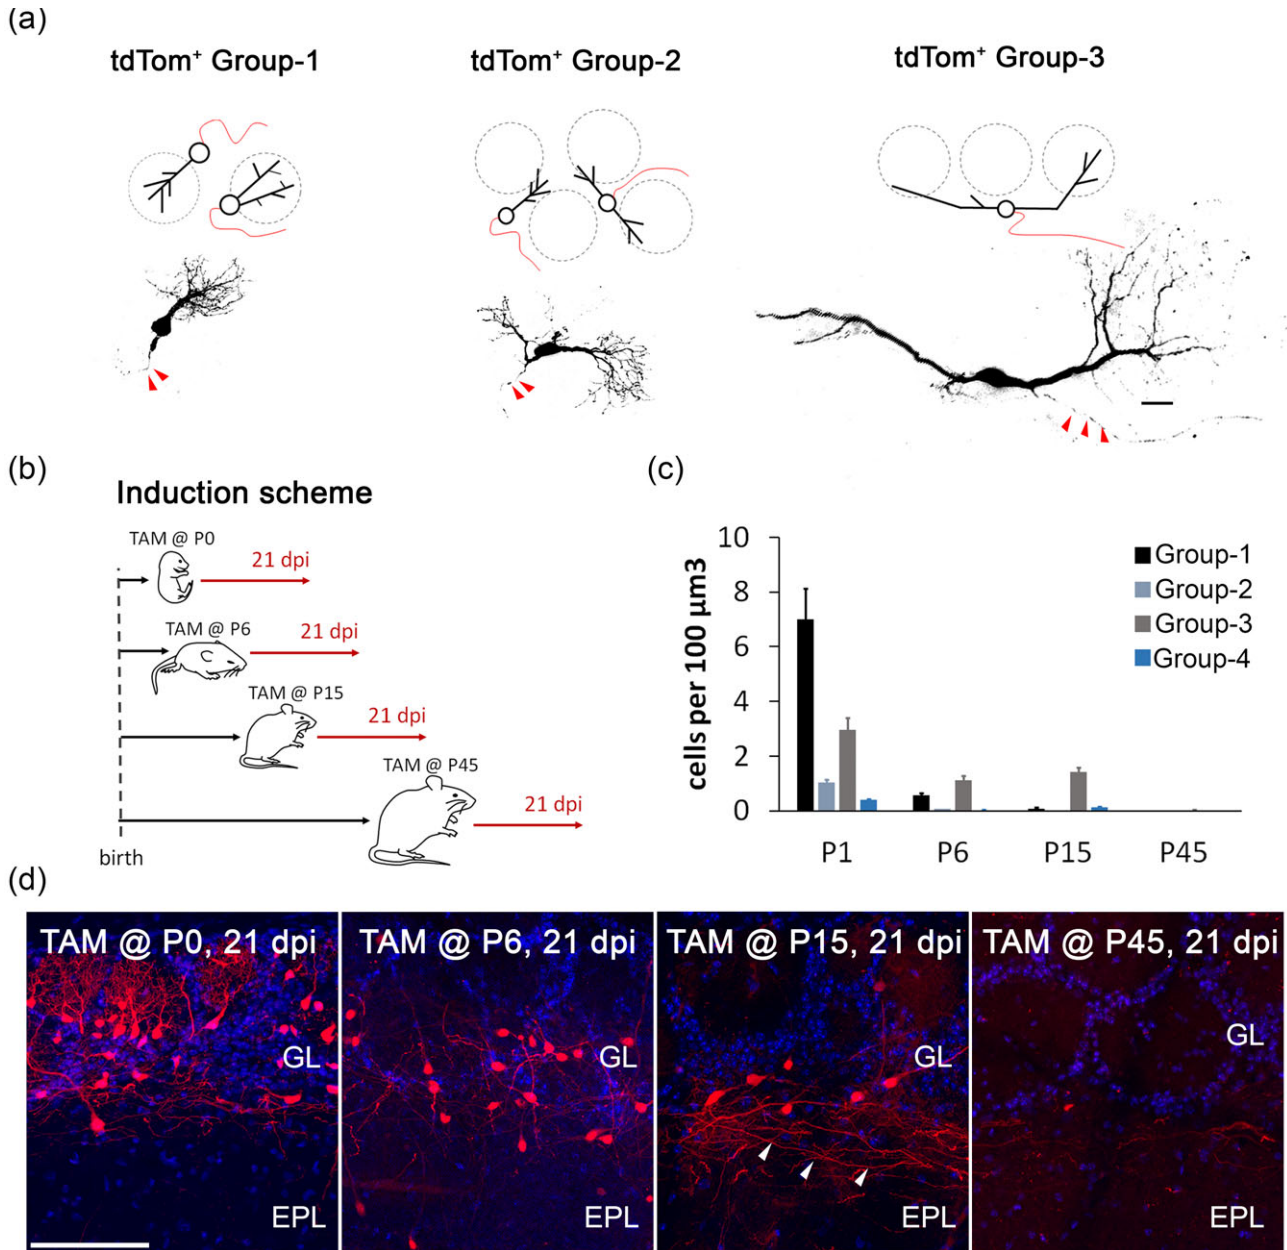 (a)
tdTom⁺ Group-1
tdTom⁺ Group-2
tdTom⁺ Group-3
(b)
Induction scheme
TAM @ P0
21 dpi
TAM @ P6
21 dpi
TAM @ P15
21 dpi
TAM @ P45
21 dpi
birth
(c)
cells per 100 µm3
10
8
6
4
2
0
P1
P6
P15
P45
Group-1
Group-2
Group-3
Group-4
(d)
TAM @ P0, 21 dpi
GL
EPL
TAM @ P6, 21 dpi
GL
EPL
TAM @ P15, 21 dpi
GL
EPL
TAM @ P45, 21 dpi
GL
EPL